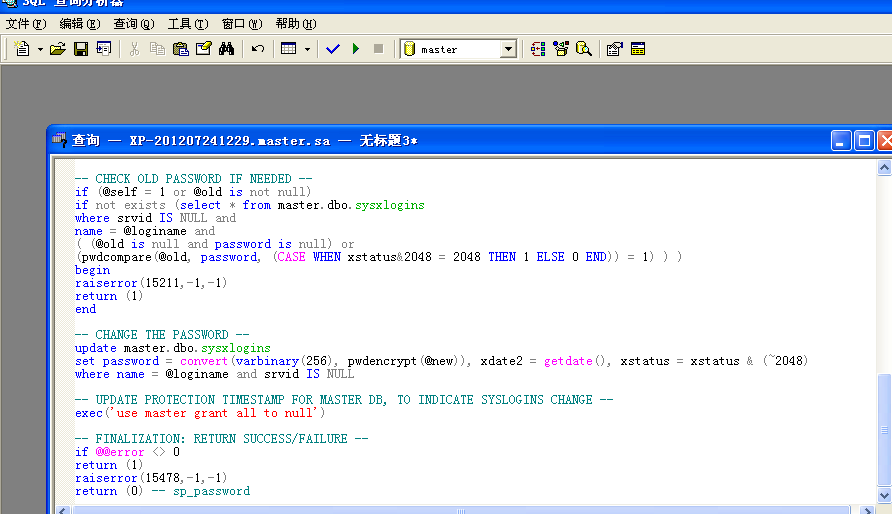 SQL 查询分析器
文件(F) 编辑(E) 查询(Q) 工具(T) 窗口(W) 帮助(H)
master
查询 — XP-201207241229.master.sa — 无标题3*
-- CHECK OLD PASSWORD IF NEEDED --
if (@self = 1 or @old is not null)
if not exists (select * from master.dbo.sysxlogins
where srvid IS NULL and
name = @loginame and
( (@old is null and password is null) or
(pwdcompare(@old, password, (CASE WHEN xstatus&2048 = 2048 THEN 1 ELSE 0 END)) = 1) ) )
begin
raiserror(15211,-1,-1)
return (1)
end
-- CHANGE THE PASSWORD --
update master.dbo.sysxlogins
set password = convert(varbinary(256), pwdencrypt(@new)), xdate2 = getdate(), xstatus = xstatus & (~2048)
where name = @loginame and srvid IS NULL
-- UPDATE PROTECTION TIMESTAMP FOR MASTER DB, TO INDICATE SYSLOGINS CHANGE --
exec('use master grant all to null')
-- FINALIZATION: RETURN SUCCESS/FAILURE --
if @@error <> 0
return (1)
raiserror(15478,-1,-1)
return (0) -- sp_password